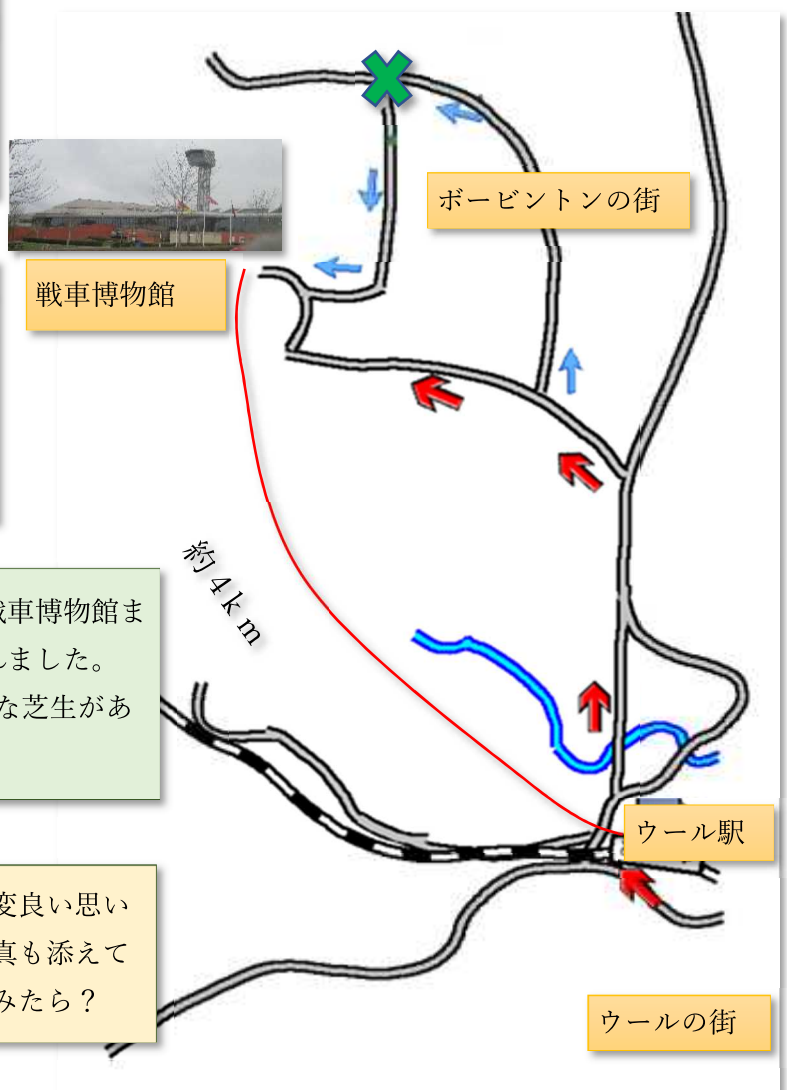 ボービントンの街
戦車博物館
約4km
車博物館ま
ました。
な芝生があ
ウール駅
変良い思い
真も添えて
みたら？
ウールの街